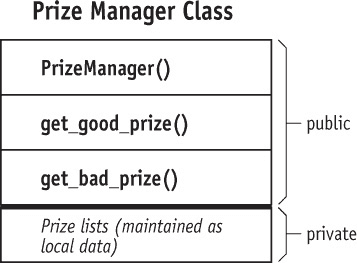 Prize Manager Class
PrizeManager()
get_good_prize()
public
get_bad_prize()
Prize lists (maintained as
local data)
private